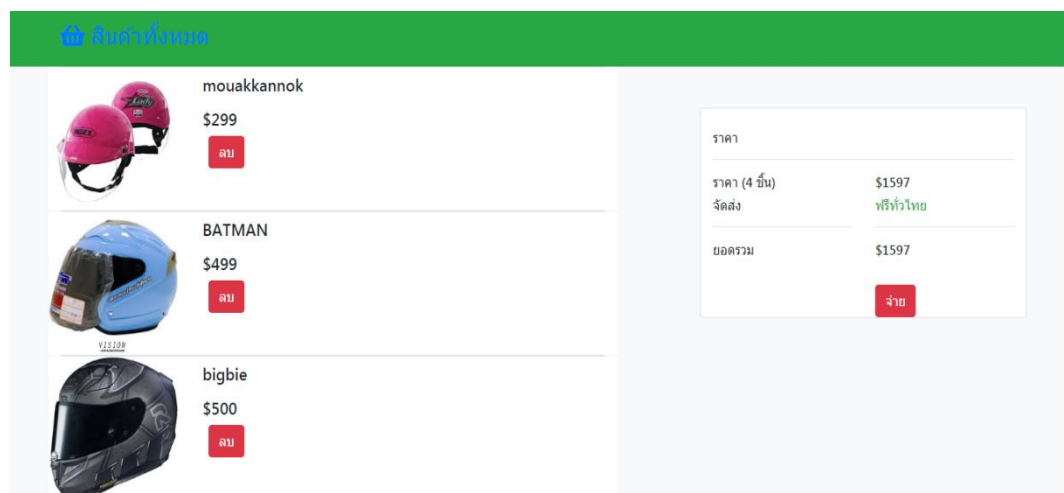 สินค้าทั้งหมด
mouakkannok
$299
ลบ
BATMAN
$499
ลบ
VISION
bigbie
$500
ลบ
ราคา
ราคา (4 ชิ้น) $1597
จัดส่ง ฟรีทั่วไทย
ยอดรวม $1597
จ่าย
Lady